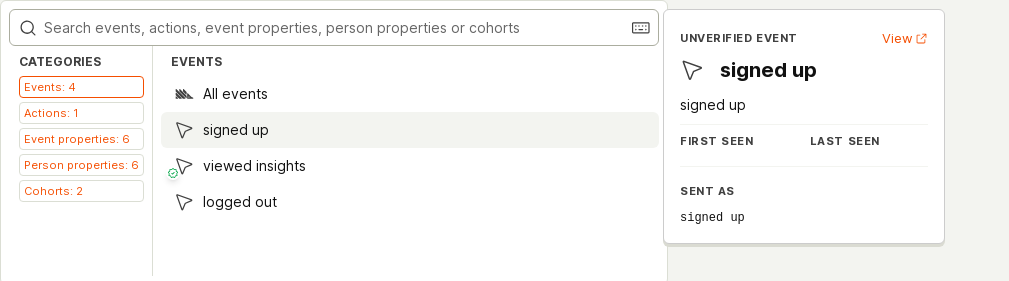 Search events, actions, event properties, person properties or cohorts
CATEGORIES
Events: 4
Actions: 1
Event properties: 6
Person properties: 6
Cohorts: 2
EVENTS
All events
signed up
viewed insights
logged out
UNVERIFIED EVENT
View
signed up
signed up
FIRST SEEN
LAST SEEN
SENT AS
signed up